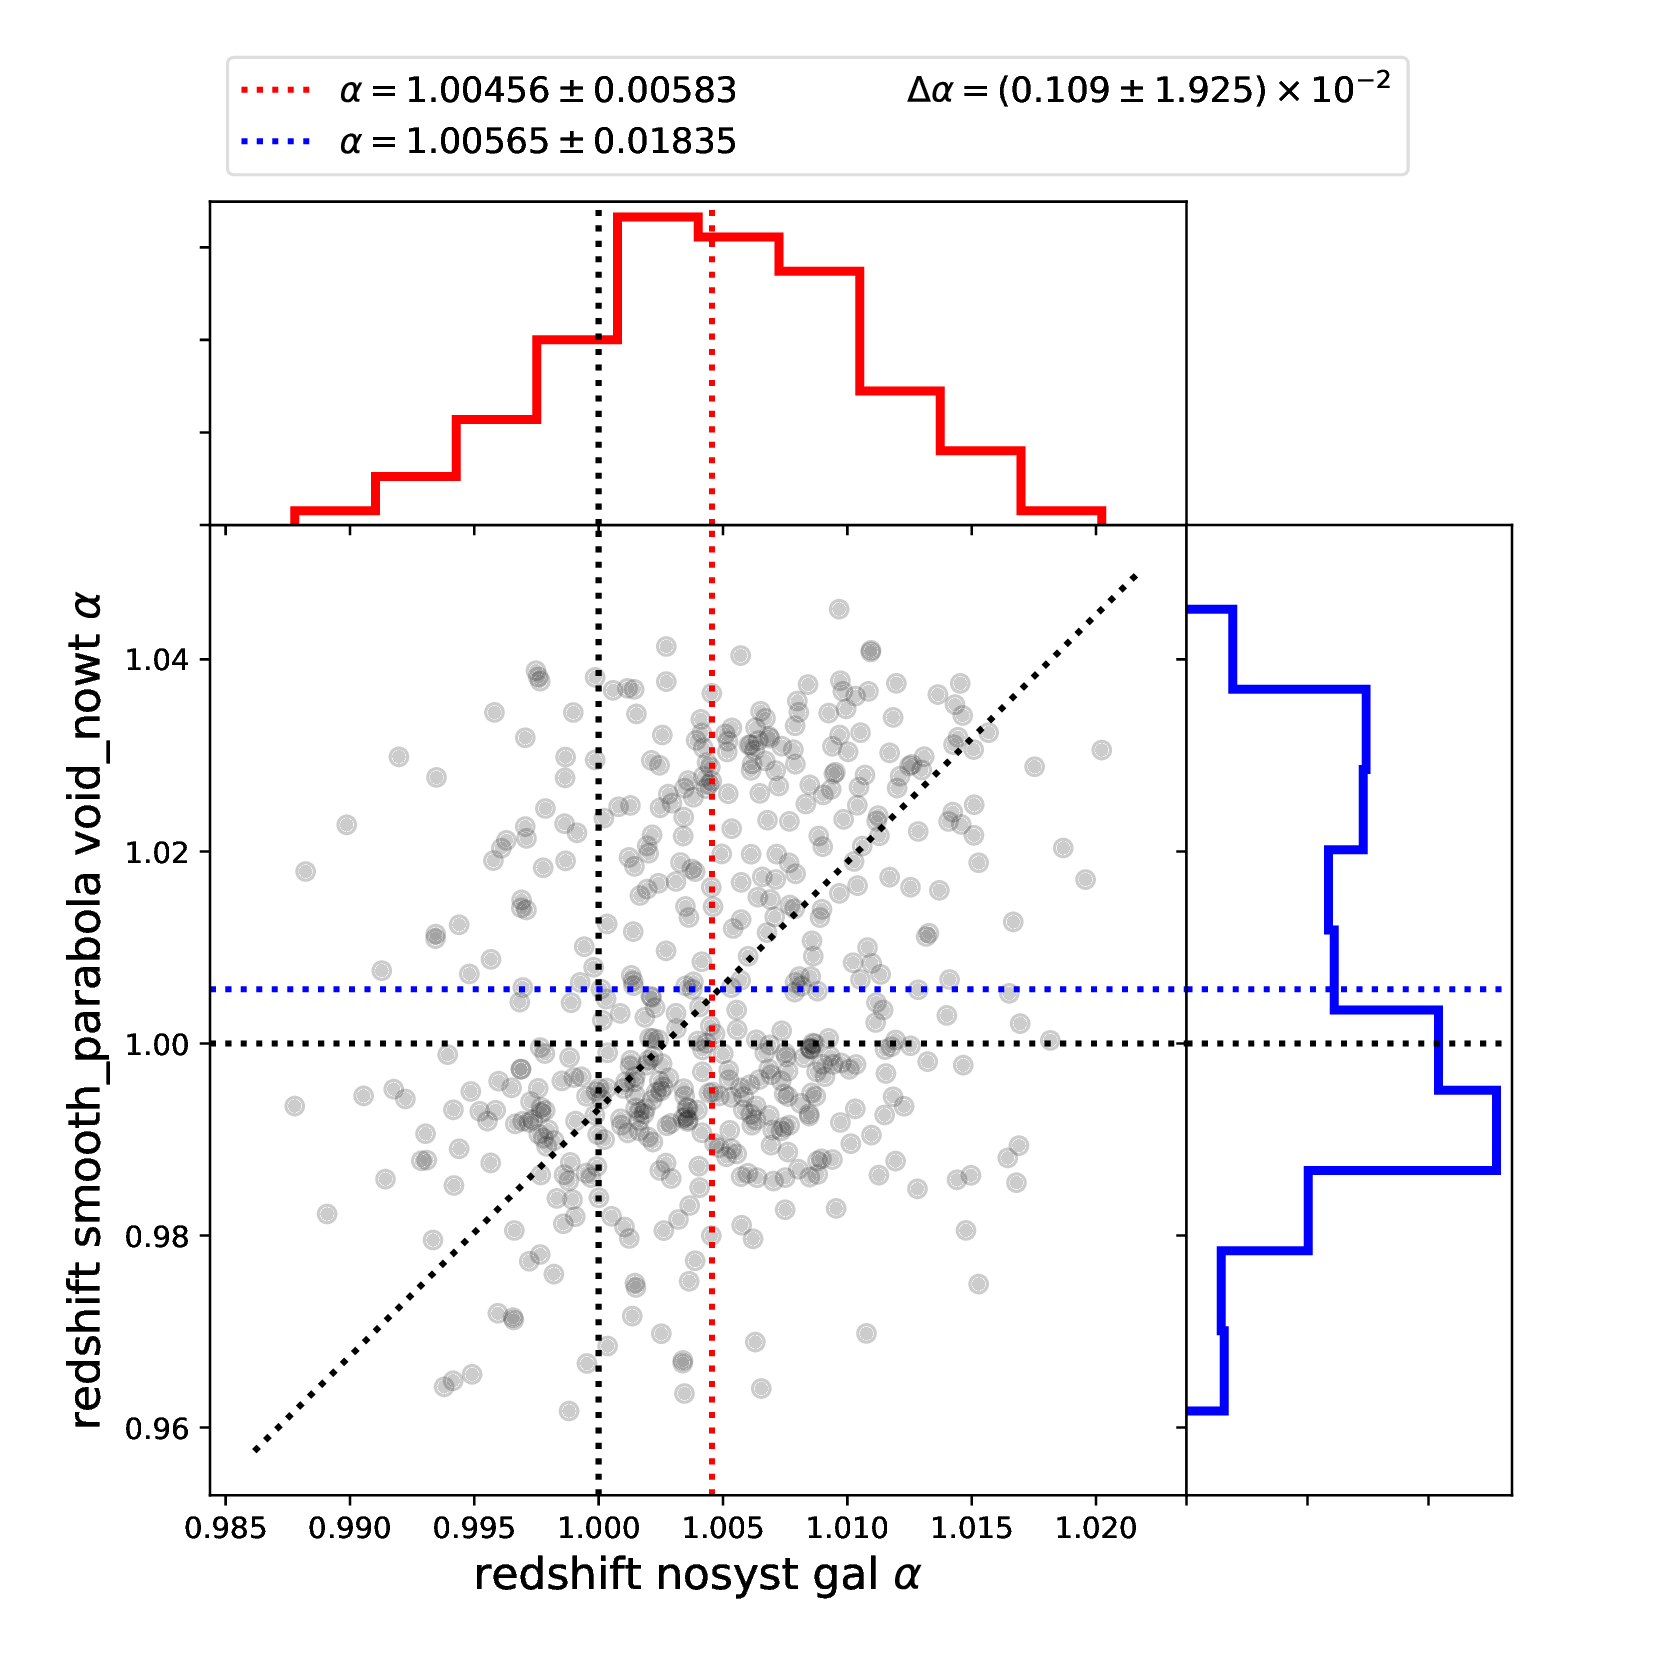 α = 1.00456 ± 0.00583
Δα = (0.109 ± 1.925) × 10⁻²
α = 1.00565 ± 0.01835
redshift smooth_parabola void_nowt α
1.04
1.02
1.00
0.98
0.96
0.985 0.990 0.995 1.000 1.005 1.010 1.015 1.020
redshift nosyst gal α